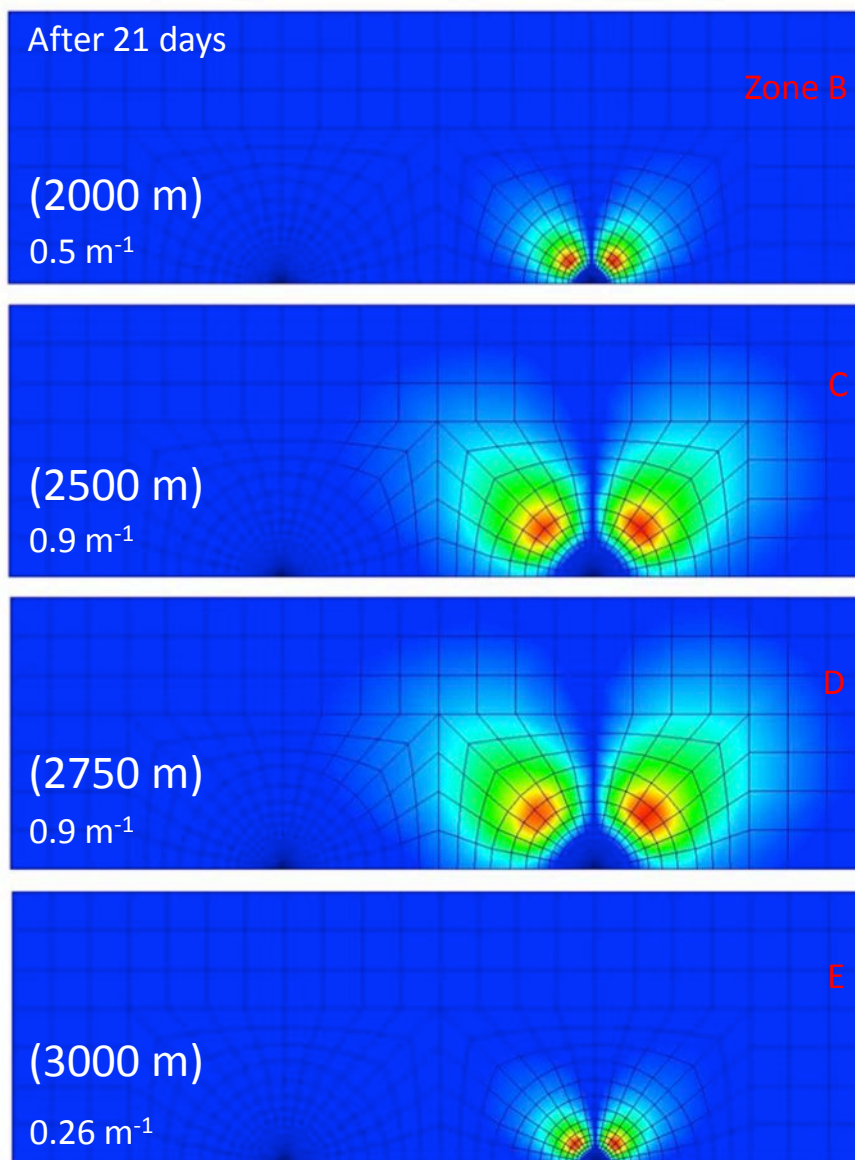 After 21 days
Zone B
(2000 m)
0.5 m⁻¹
C
(2500 m)
0.9 m⁻¹
D
(2750 m)
0.9 m⁻¹
E
(3000 m)
0.26 m⁻¹